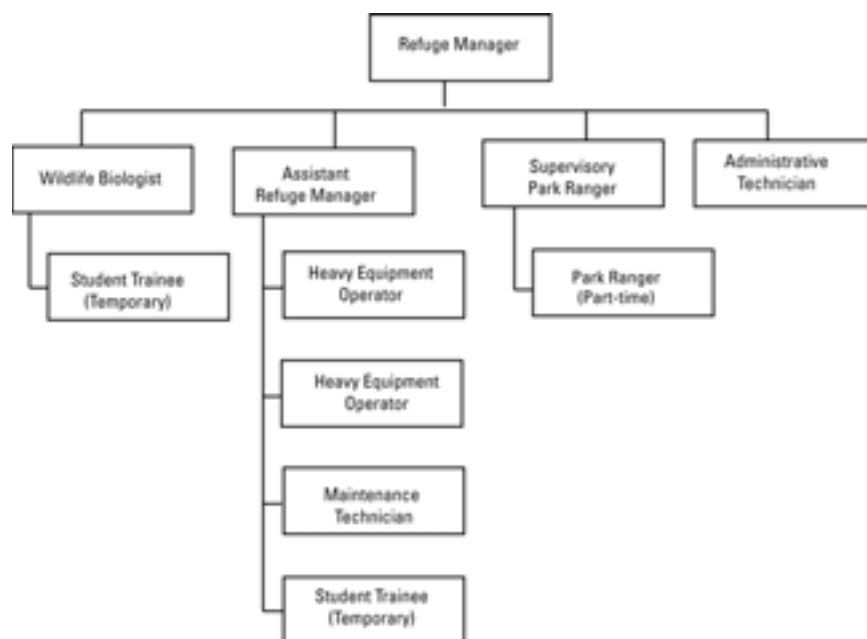 Refuge Manager
Wildlife Biologist
Assistant
Refuge Manager
Supervisory
Park Ranger
Administrative
Technician
Student Trainee
(Temporary)
Heavy Equipment
Operator
Park Ranger
(Part-time)
Heavy Equipment
Operator
Maintenance
Technician
Student Trainee
(Temporary)